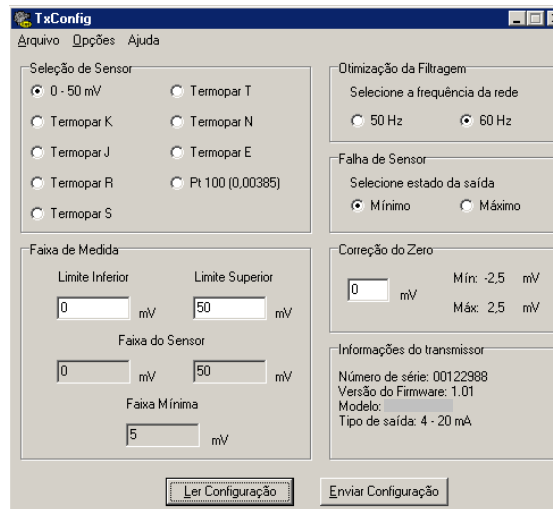 TxConfig
Arquivo Opções Ajuda
Seleção de Sensor
0 - 50 mV
Termopar K
Termopar J
Termopar R
Termopar S
Termopar T
Termopar N
Termopar E
Pt 100 (0,00385)
Otimização da Filtragem
Selecione a frequência da rede
50 Hz 60 Hz
Falha de Sensor
Selecione estado da saída
Mínimo Máximo
Faixa de Medida
Limite Inferior Limite Superior
0 mV 50 mV
Faixa do Sensor
0 mV 50 mV
Faixa Mínima
5 mV
Correção do Zero
0 mV
Mín: -2,5 mV
Máx: 2,5 mV
Informações do transmissor
Número de série: 00122988
Versão do Firmware: 1.01
Modelo:
Tipo de saída: 4 - 20 mA
Ler Configuração Enviar Configuração